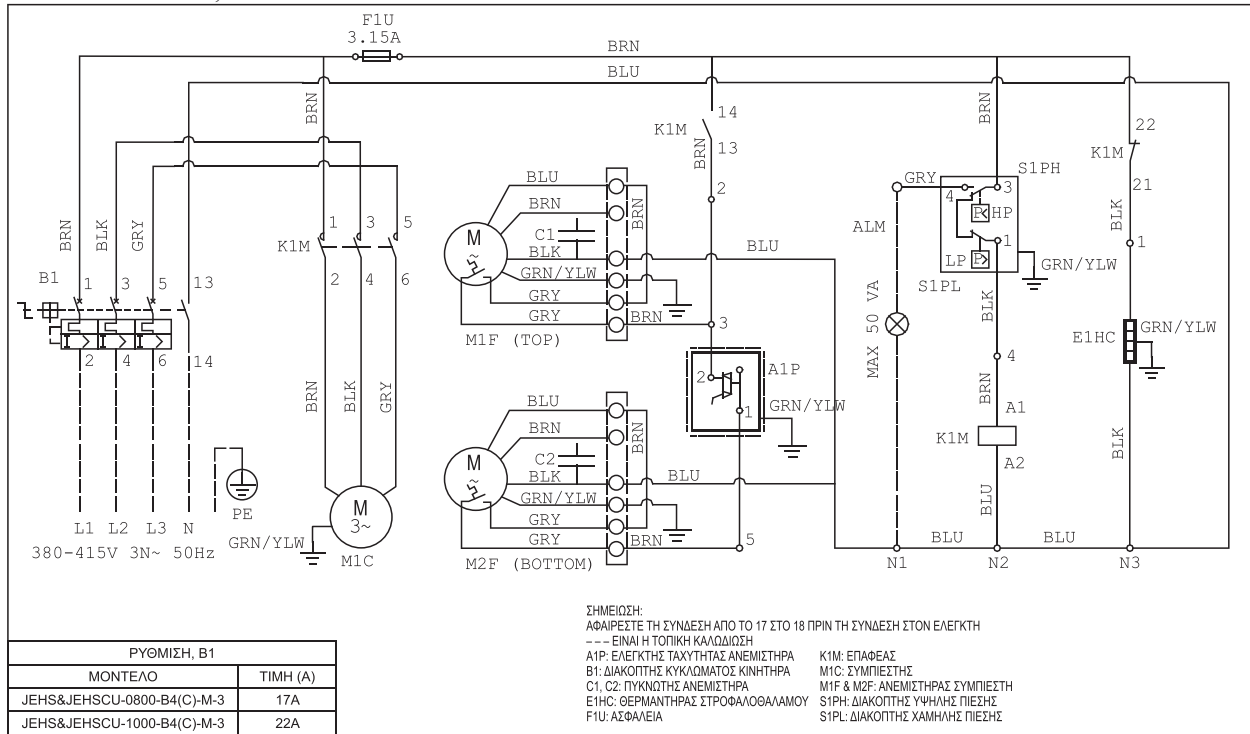 F1U
3.15A
BRN
BLU
BRN
14
K1M
BRN
13
2
BRN
S1PH
GRY
4
3
P
HP
1
LP
P
S1PL
GRN/YLW
22
K1M
21
BLK
1
ALM
MAX 50 VA
BLK
4
BRN
A1
K1M
A2
BLU
E1HC
GRN/YLW
BLK
BRN
BLK
GRY
B1
1
3
5
13
2
4
6
14
K1M
1
3
5
2
4
6
BRN
BLK
GRY
BLU
BRN
C1
BLK
GRN/YLW
GRY
GRY
M
~
BRN
BLU
BRN
3
M1F (TOP)
2
A1P
1
GRN/YLW
BLU
BRN
C2
BLK
GRN/YLW
GRY
GRY
M
~
BRN
BLU
BRN
5
M2F (BOTTOM)
PE
L1 L2 L3 N
380-415V 3N~ 50Hz
GRN/YLW
M
3~
M1C
BLU
BLU
N1
N2
N3
ΣΗΜΕΙΩΣΗ:
ΑΦΑΙΡΕΣΤΕ ΤΗ ΣΥΝΔΕΣΗ ΑΠΟ ΤΟ 17 ΣΤΟ 18 ΠΡΙΝ ΤΗ ΣΥΝΔΕΣΗ ΣΤΟΝ ΕΛΕΓΚΤΗ
– – – ΕΙΝΑΙ Η ΤΟΠΙΚΗ ΚΑΛΩΔΙΩΣΗ
A1P: ΕΛΕΓΚΤΗΣ ΤΑΧΥΤΗΤΑΣ ΑΝΕΜΙΣΤΗΡΑ
B1: ΔΙΑΚΟΠΤΗΣ ΚΥΚΛΩΜΑΤΟΣ ΚΙΝΗΤΗΡΑ
C1, C2: ΠΥΚΝΩΤΗΣ ΑΝΕΜΙΣΤΗΡΑ
E1HC: ΘΕΡΜΑΝΤΗΡΑΣ ΣΤΡΟΦΑΛΟΘΑΛΑΜΟΥ
F1U: ΑΣΦΑΛΕΙΑ
K1M: ΕΠΑΦΕΑΣ
M1C: ΣΥΜΠΙΕΣΤΗΣ
M1F & M2F: ΑΝΕΜΙΣΤΗΡΑΣ ΣΥΜΠΙΕΣΤΗ
S1PH: ΔΙΑΚΟΠΤΗΣ ΥΨΗΛΗΣ ΠΙΕΣΗΣ
S1PL: ΔΙΑΚΟΠΤΗΣ ΧΑΜΗΛΗΣ ΠΙΕΣΗΣ
ΡΥΘΜΙΣΗ, B1
ΜΟΝΤΕΛΟ ΤΙΜΗ (A)
JEHS&JEHSCU-0800-B4(C)-M-3 17A
JEHS&JEHSCU-1000-B4(C)-M-3 22A